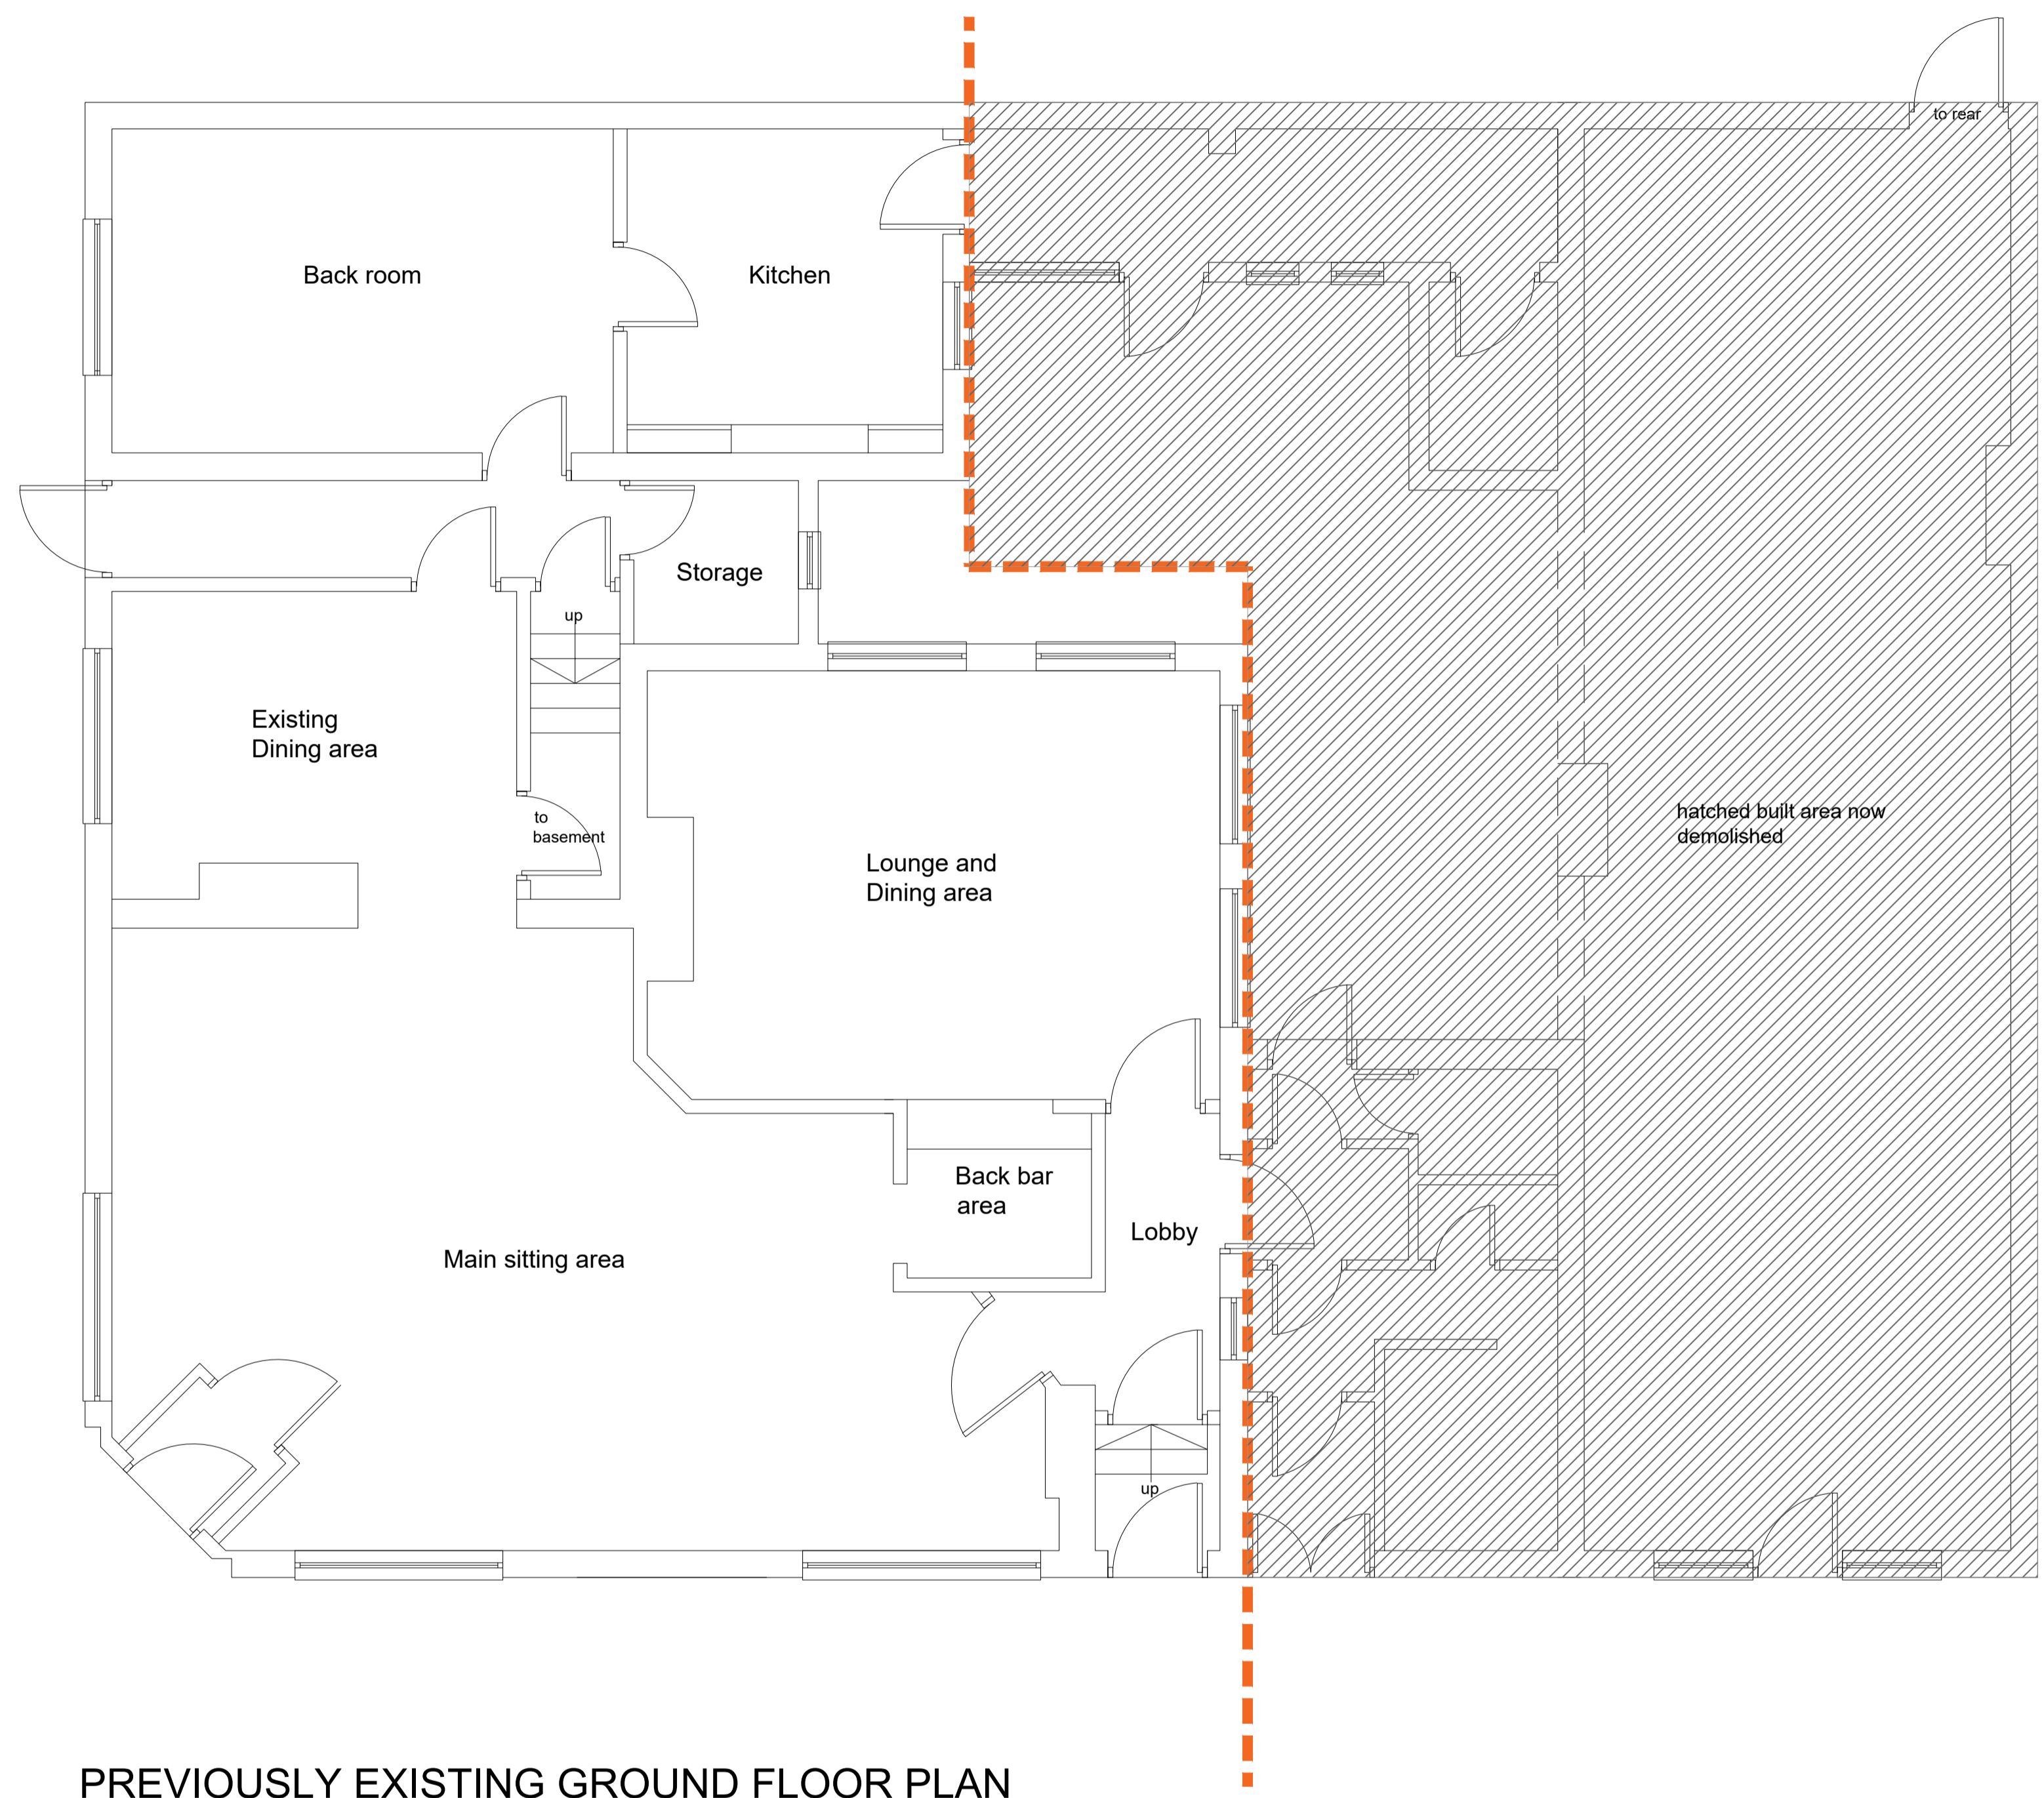 to rear
Back room
Kitchen
Storage
up
Existing
Dining area
to
basement
hatched built area now
demolished
Lounge and
Dining area
Back bar
area
Lobby
Main sitting area
up
PREVIOUSLY EXISTING GROUND FLOOR PLAN